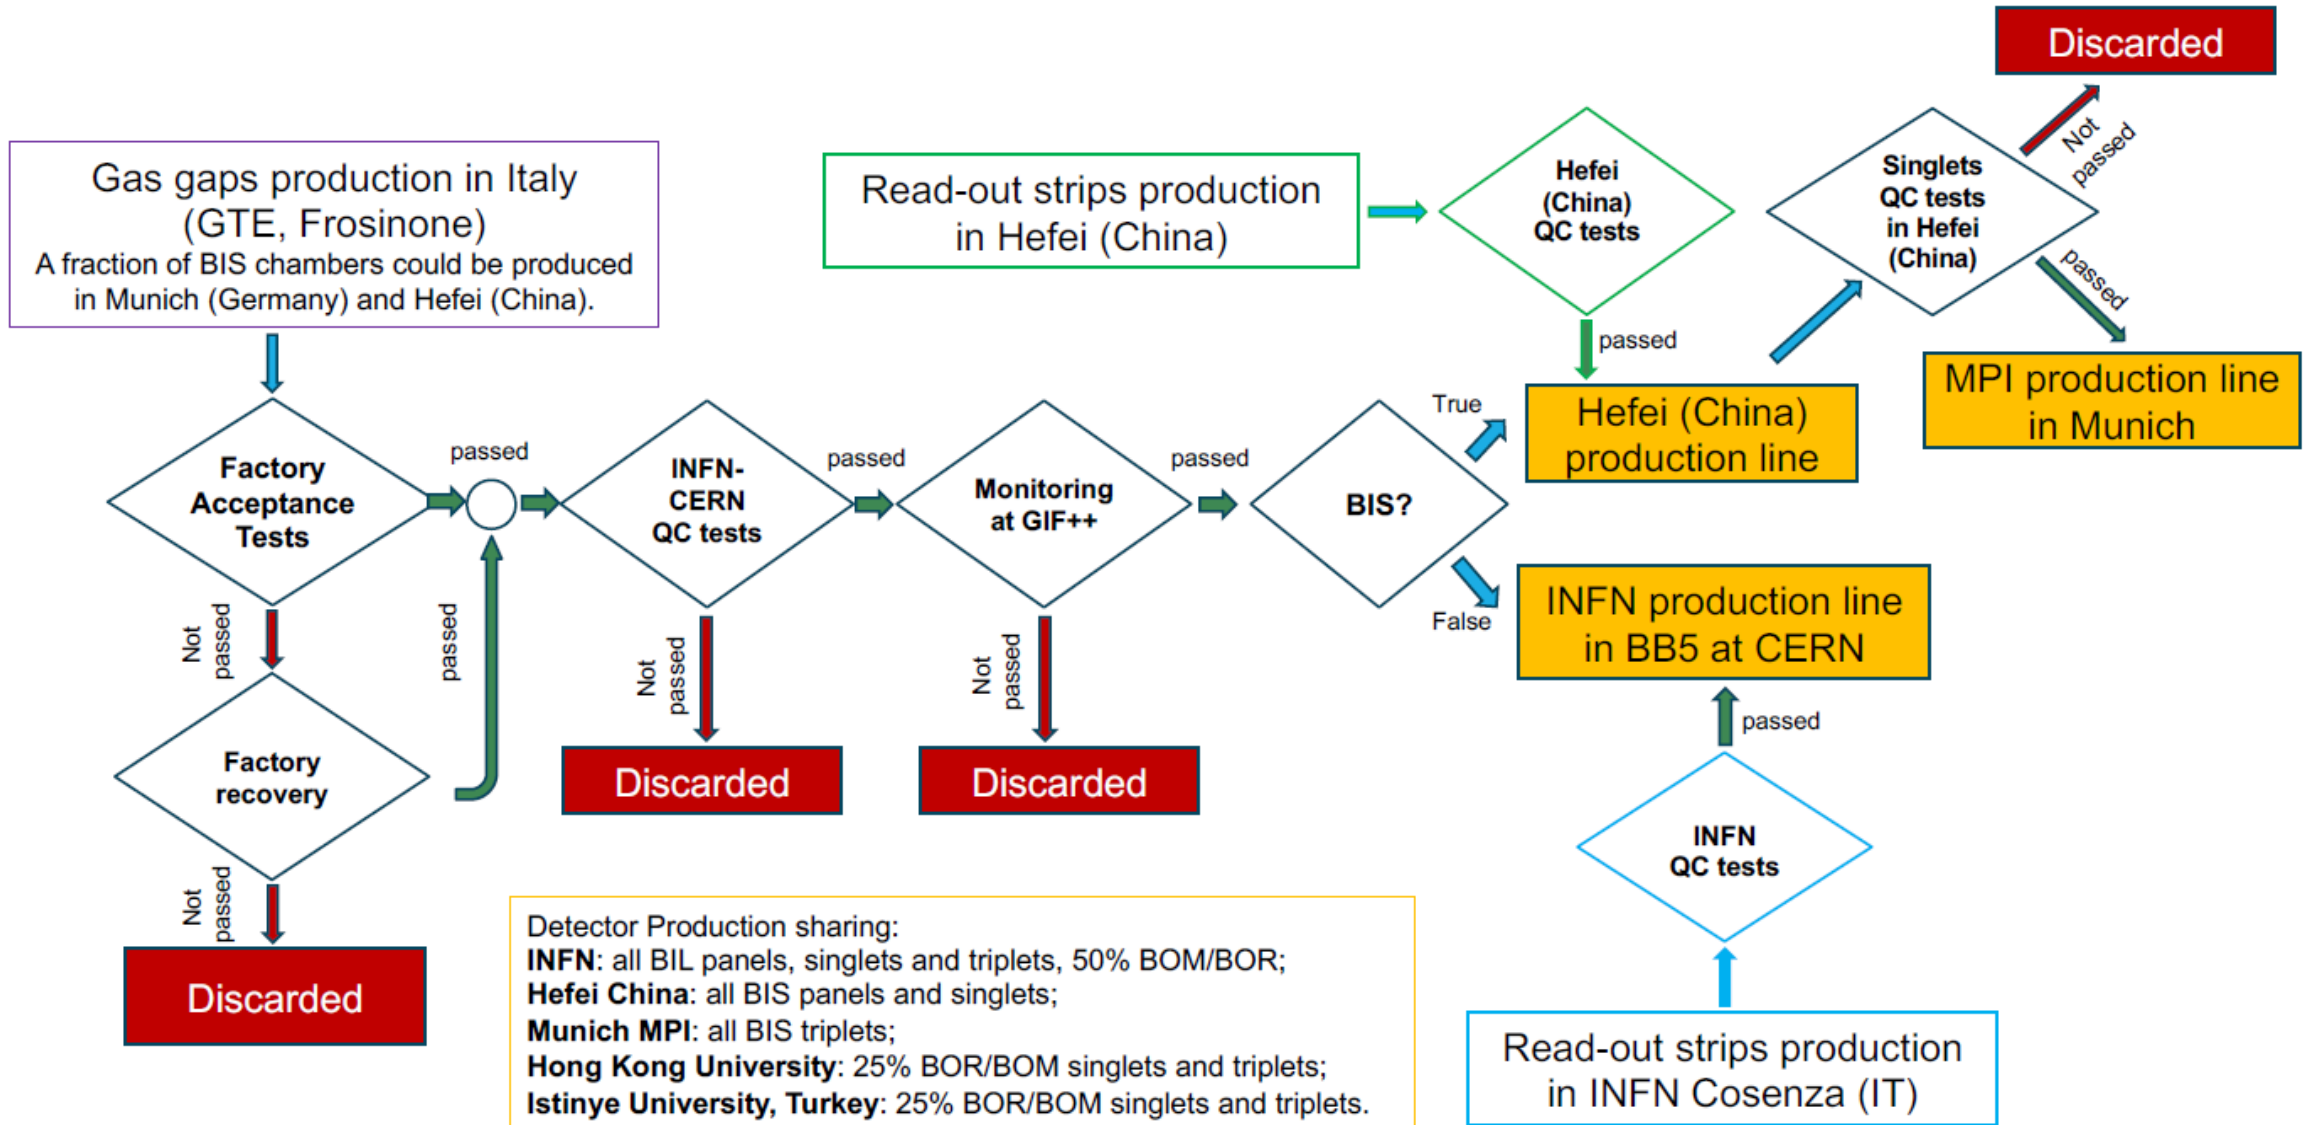 Discarded
Gas gaps production in Italy
(GTE, Frosinone)
A fraction of BIS chambers could be produced
in Munich (Germany) and Hefei (China).
Read-out strips production
in Hefei (China)
Hefei
(China)
QC tests
Singlets
QC tests
in Hefei
(China)
Not
passed
passed
passed
MPI production line
in Munich
True
Hefei (China)
production line
Factory
Acceptance
Tests
passed
INFN-
CERN
QC tests
passed
Monitoring
at GIF++
passed
BIS?
False
INFN production line
in BB5 at CERN
Not
passed
passed
Not
passed
Not
passed
passed
Factory
recovery
Discarded
Discarded
INFN
QC tests
Not
passed
Discarded
Detector Production sharing:
INFN: all BIL panels, singlets and triplets, 50% BOM/BOR;
Hefei China: all BIS panels and singlets;
Munich MPI: all BIS triplets;
Hong Kong University: 25% BOR/BOM singlets and triplets;
Istinye University, Turkey: 25% BOR/BOM singlets and triplets.
Read-out strips production
in INFN Cosenza (IT)